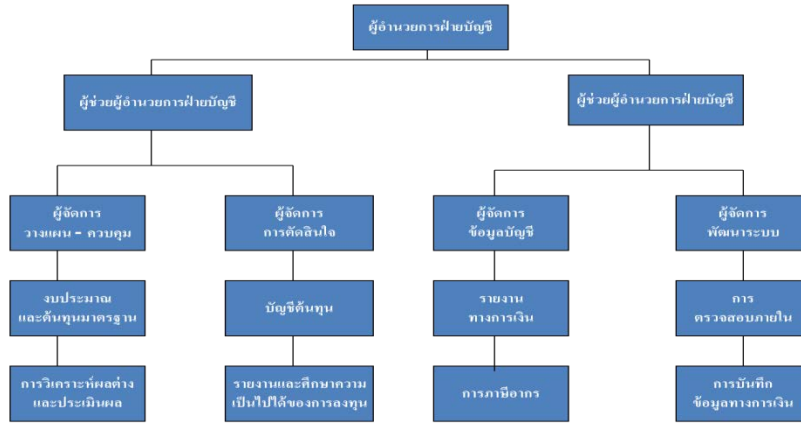 ผู้อำนวยการฝ่ายบัญชี
ผู้ช่วยผู้อำนวยการฝ่ายบัญชี
ผู้ช่วยผู้อำนวยการฝ่ายบัญชี
ผู้จัดการ
วางแผน - ควบคุม
ผู้จัดการ
การตัดสินใจ
ผู้จัดการ
ข้อมูลบัญชี
ผู้จัดการ
พัฒนาระบบ
งบประมาณ
และต้นทุนมาตรฐาน
บัญชีต้นทุน
รายงาน
ทางการเงิน
การ
ตรวจสอบภายใน
การวิเคราะห์ผลต่าง
และประเมินผล
รายงานและศึกษาความ
เป็นไปได้ของการลงทุน
การภาษีอากร
การบันทึก
ข้อมูลทางการเงิน